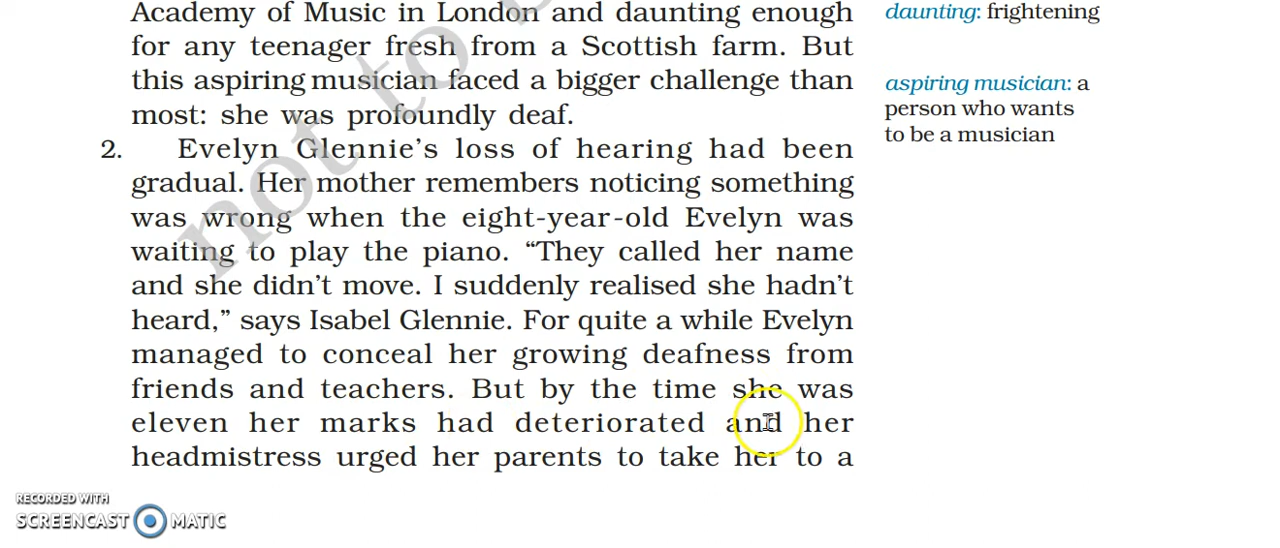 Academy of Music in London and daunting enough
for any teenager fresh from a Scottish farm. But
this aspiring musician faced a bigger challenge than
most: she was profoundly deaf.
2. Evelyn Glennie's loss of hearing had been
gradual. Her mother remembers noticing something
was wrong when the eight-year-old Evelyn was
waiting to play the piano. “They called her name
and she didn't move. I suddenly realised she hadn't
heard,” says Isabel Glennie. For quite a while Evelyn
managed to conceal her growing deafness from
friends and teachers. But by the time she was
eleven her marks had deteriorated and her
headmistress urged her parents to take her to a
daunting: frightening
aspiring musician: a
person who wants
to be a musician
not to
RECORDED WITH
SCREENCAST MATIC